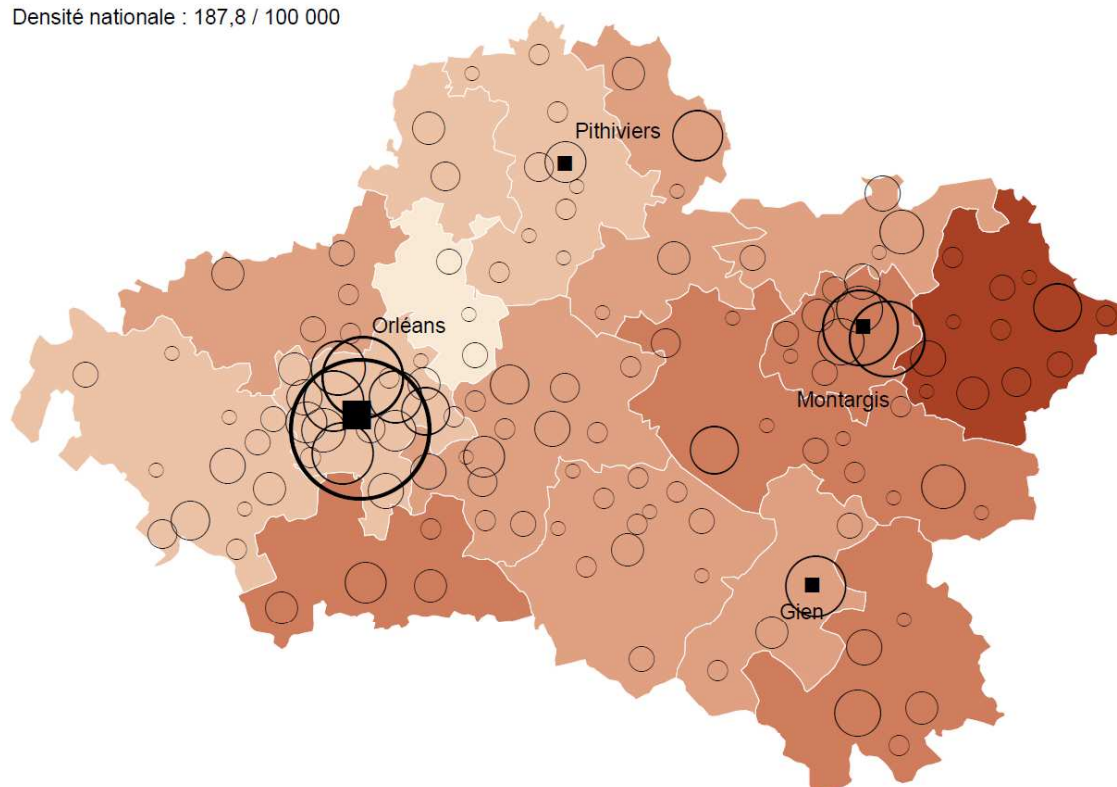 Densité nationale : 187,8 / 100 000
Pithiviers
Orléans
Montargis
Gien